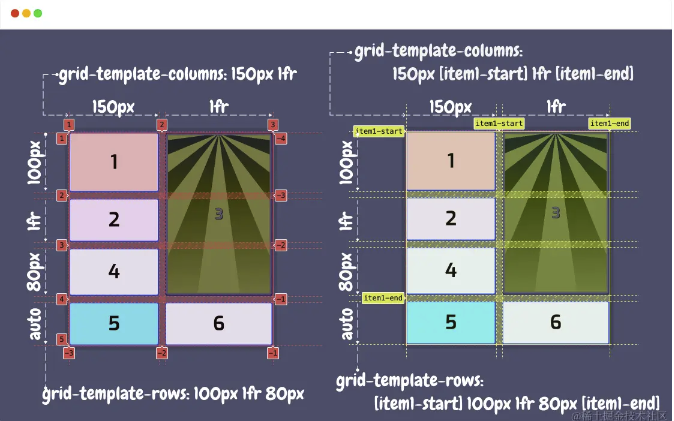 grid-template-columns: 150px 1fr
150px
1fr
1
2
3
1
-4
100px
1
2
-3
1fr
2
3
3
-2
80px
4
4
-1
auto
5
6
5
-3
-2
-1
grid-template-rows: 100px 1fr 80px
grid-template-columns:
150px [item1-start] 1fr [item1-end]
150px
1fr
item1-start
item1-start
item1-end
100px
1
1fr
2
3
80px
4
item1-end
auto
5
6
grid-template-rows:
[item1-start] 100px 1fr 80px [item1-end]
@稀土掘金技术社区